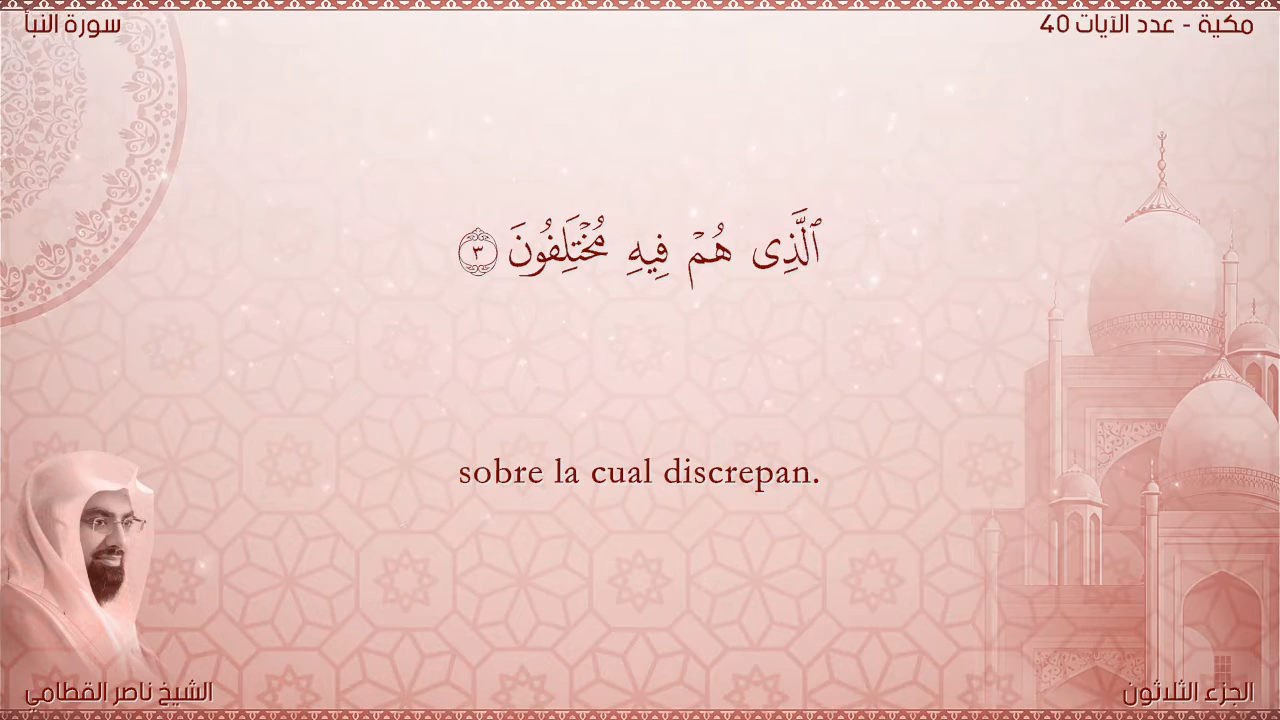 مكية - عدد الآيات 40
سورة النبأ
ٱلَّذِى هُمْ فِيهِ مُخْتَلِفُونَ ٣
sobre la cual discrepan.
الجزء الثلاثون
الشيخ ناصر القطامي